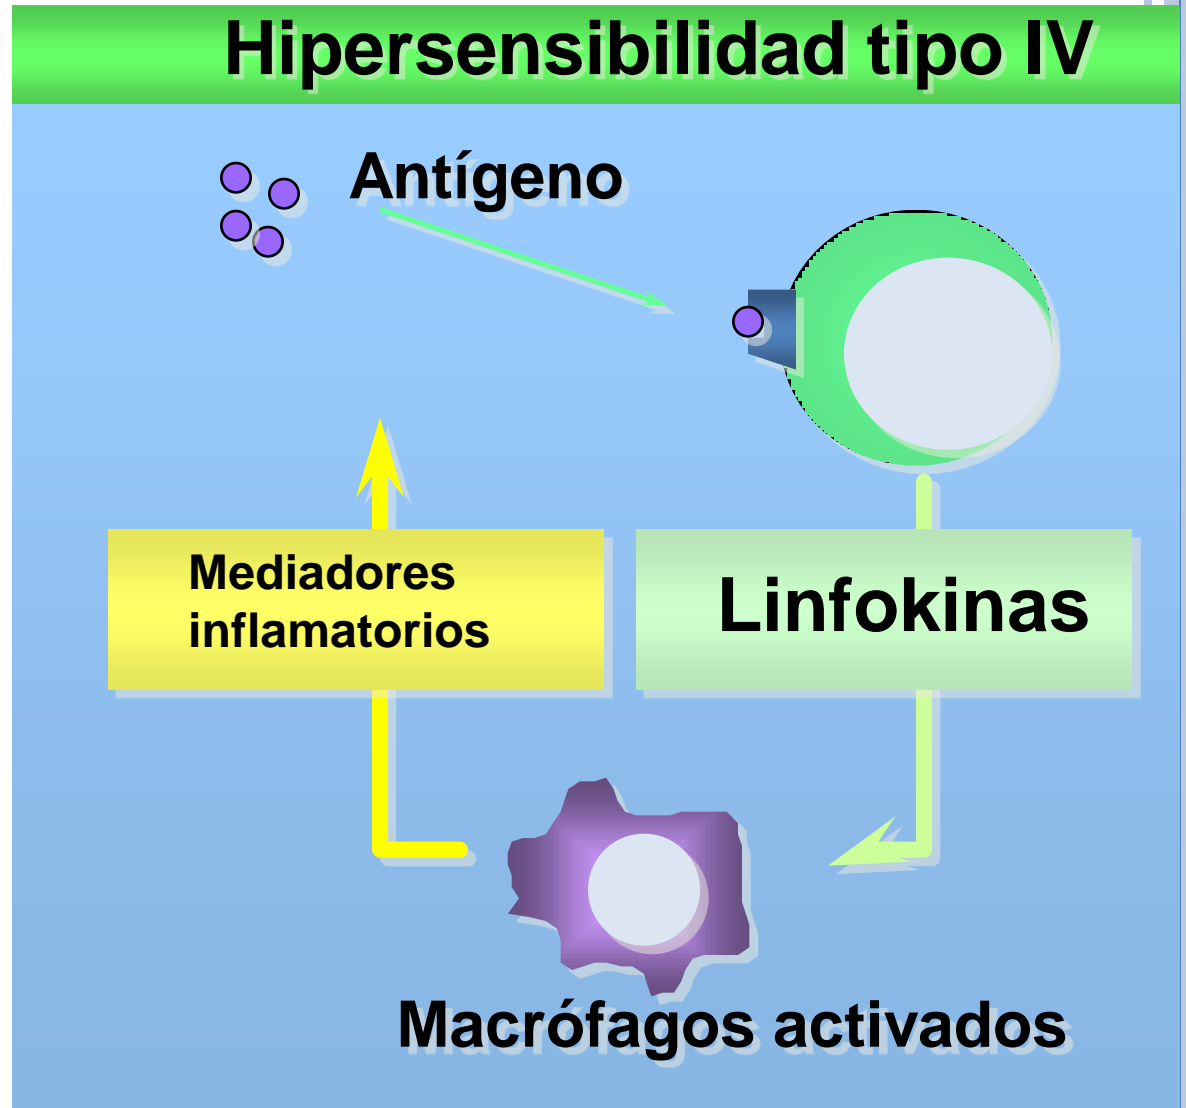 Hipersensibilidad tipo IV
Antígeno
Mediadores
inflamatorios
Linfokinas
Macrófagos activados